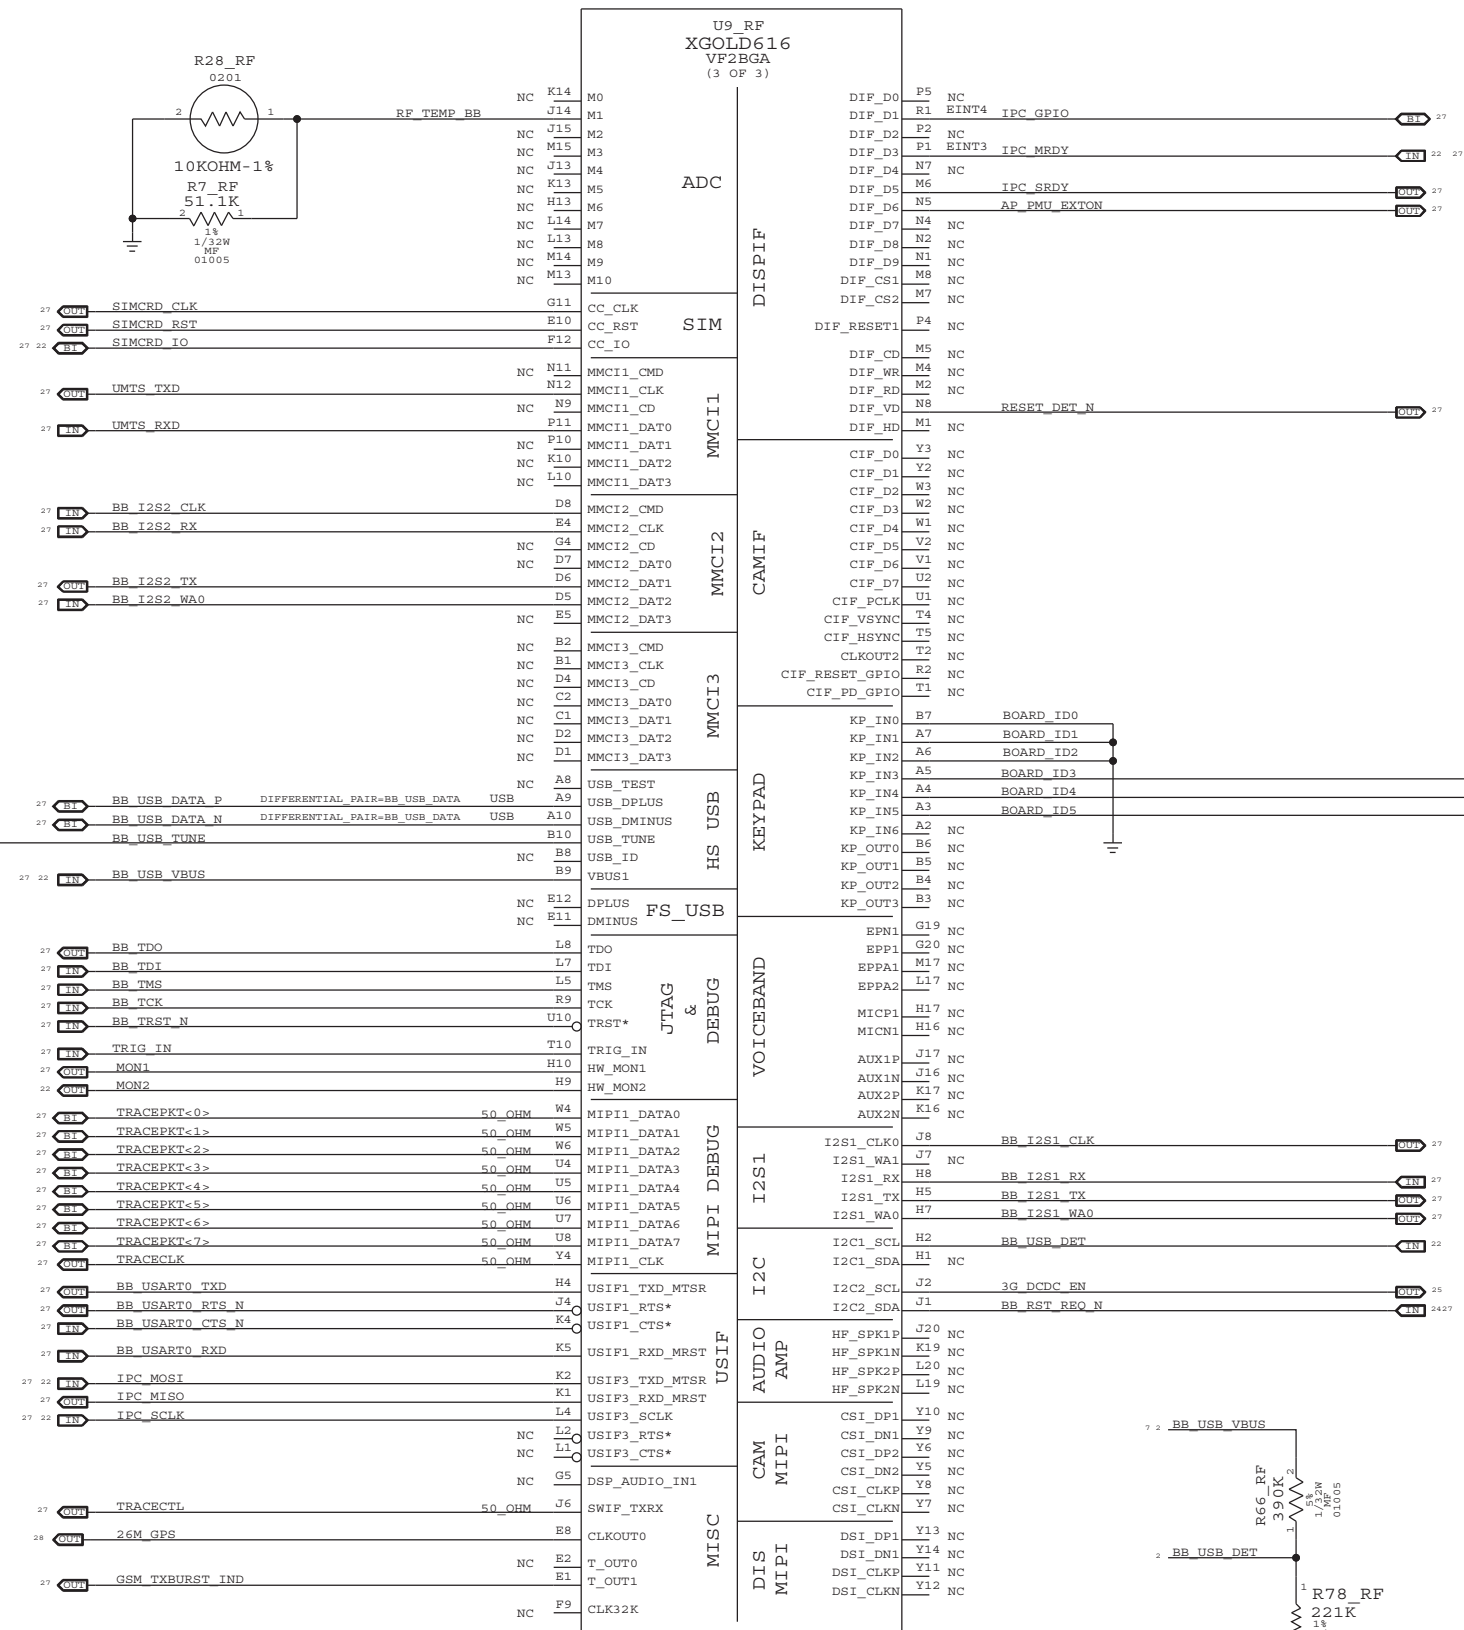 U9_RF
XGOLD616
VF2BGA
(3 OF 3)
R28_RF
0201
2 1
10KOHM-1%
R7_RF
51.1K
2 1
1%
1/32W
MF
01005
RF_TEMP_BB
ADC
NC K14 M0
J14 M1
NC J15 M2
NC M15 M3
NC J13 M4
NC K13 M5
NC H13 M6
NC L14 M7
NC L13 M8
NC M14 M9
NC M13 M10
SIM
27 OUT SIMCRD_CLK G11 CC_CLK
27 OUT SIMCRD_RST E10 CC_RST
27 22 BI SIMCRD_IO F12 CC_IO
MMCI1
NC N11 MMCI1_CMD
27 OUT UMTS_TXD N12 MMCI1_CLK
NC N9 MMCI1_CD
27 IN UMTS_RXD P11 MMCI1_DAT0
NC P10 MMCI1_DAT1
NC K10 MMCI1_DAT2
NC L10 MMCI1_DAT3
MMCI2
27 IN BB_I2S2_CLK D8 MMCI2_CMD
27 IN BB_I2S2_RX E4 MMCI2_CLK
NC G4 MMCI2_CD
NC D7 MMCI2_DAT0
27 OUT BB_I2S2_TX D6 MMCI2_DAT1
27 IN BB_I2S2_WA0 D5 MMCI2_DAT2
NC E5 MMCI2_DAT3
MMCI3
NC B2 MMCI3_CMD
NC B1 MMCI3_CLK
NC D4 MMCI3_CD
NC C2 MMCI3_DAT0
NC C1 MMCI3_DAT1
NC D2 MMCI3_DAT2
NC D1 MMCI3_DAT3
HS USB
NC A8 USB_TEST
27 BI BB_USB_DATA_P DIFFERENTIAL_PAIR=BB_USB_DATA USB A9 USB_DPLUS
27 BI BB_USB_DATA_N DIFFERENTIAL_PAIR=BB_USB_DATA USB A10 USB_DMINUS
BB_USB_TUNE B10 USB_TUNE
NC B8 USB_ID
27 22 IN BB_USB_VBUS B9 VBUS1
FS_USB
NC E12 DPLUS
NC E11 DMINUS
JTAG
&
DEBUG
27 OUT BB_TDO L8 TDO
27 IN BB_TDI L7 TDI
27 IN BB_TMS L5 TMS
27 IN BB_TCK R9 TCK
27 IN BB_TRST_N U10 TRST*
27 IN TRIG_IN T10 TRIG_IN
27 OUT MON1 H10 HW_MON1
22 OUT MON2 H9 HW_MON2
MIPI DEBUG
27 BI TRACEPKT<0> 50_OHM W4 MIPI1_DATA0
27 BI TRACEPKT<1> 50_OHM W5 MIPI1_DATA1
27 BI TRACEPKT<2> 50_OHM W6 MIPI1_DATA2
27 BI TRACEPKT<3> 50_OHM U4 MIPI1_DATA3
27 BI TRACEPKT<4> 50_OHM U5 MIPI1_DATA4
27 BI TRACEPKT<5> 50_OHM U6 MIPI1_DATA5
27 BI TRACEPKT<6> 50_OHM U7 MIPI1_DATA6
27 BI TRACEPKT<7> 50_OHM U8 MIPI1_DATA7
27 OUT TRACECLK 50_OHM Y4 MIPI1_CLK
USIF
27 OUT BB_USART0_TXD H4 USIF1_TXD_MTSR
27 OUT BB_USART0_RTS_N J4 USIF1_RTS*
27 IN BB_USART0_CTS_N K4 USIF1_CTS*
27 IN BB_USART0_RXD K5 USIF1_RXD_MRST
27 22 IN IPC_MOSI K2 USIF3_TXD_MTSR
27 OUT IPC_MISO K1 USIF3_RXD_MRST
27 22 IN IPC_SCLK L4 USIF3_SCLK
NC L2 USIF3_RTS*
NC L1 USIF3_CTS*
MISC
NC G5 DSP_AUDIO_IN1
27 OUT TRACECTL 50_OHM J6 SWIF_TXRX
28 OUT 26M_GPS E8 CLKOUT0
NC E2 T_OUT0
27 OUT GSM_TXBURST_IND E1 T_OUT1
NC F9 CLK32K
DISPIF
DIF_D0 P5 NC
DIF_D1 R1 EINT4 IPC_GPIO BI 27
DIF_D2 P2 NC
DIF_D3 P1 EINT3 IPC_MRDY IN 22 27
DIF_D4 N7 NC
DIF_D5 M6 IPC_SRDY OUT 27
DIF_D6 N5 AP_PMU_EXTON OUT 27
DIF_D7 N4 NC
DIF_D8 N2 NC
DIF_D9 N1 NC
DIF_CS1 M8 NC
DIF_CS2 M7 NC
DIF_RESET1 P4 NC
DIF_CD M5 NC
DIF_WR M4 NC
DIF_RD M2 NC
DIF_VD N8 RESET_DET_N OUT 27
DIF_HD M1 NC
CAMIF
CIF_D0 Y3 NC
CIF_D1 Y2 NC
CIF_D2 W3 NC
CIF_D3 W2 NC
CIF_D4 W1 NC
CIF_D5 V2 NC
CIF_D6 V1 NC
CIF_D7 U2 NC
CIF_PCLK U1 NC
CIF_VSYNC T4 NC
CIF_HSYNC T5 NC
CLKOUT2 T2 NC
CIF_RESET_GPIO R2 NC
CIF_PD_GPIO T1 NC
KEYPAD
KP_IN0 B7 BOARD_ID0
KP_IN1 A7 BOARD_ID1
KP_IN2 A6 BOARD_ID2
KP_IN3 A5 BOARD_ID3
KP_IN4 A4 BOARD_ID4
KP_IN5 A3 BOARD_ID5
KP_IN6 A2 NC
KP_OUT0 B6 NC
KP_OUT1 B5 NC
KP_OUT2 B4 NC
KP_OUT3 B3 NC
VOICEBAND
EPN1 G19 NC
EPP1 G20 NC
EPPA1 M17 NC
EPPA2 L17 NC
MICP1 H17 NC
MICN1 H16 NC
AUX1P J17 NC
AUX1N J16 NC
AUX2P K17 NC
AUX2N K16 NC
I2S1
I2S1_CLK0 J8 BB_I2S1_CLK OUT 27
I2S1_WA1 J7 NC
I2S1_RX H8 BB_I2S1_RX IN 27
I2S1_TX H5 BB_I2S1_TX OUT 27
I2S1_WA0 H7 BB_I2S1_WA0 OUT 27
I2C
I2C1_SCL H2 BB_USB_DET IN 22
I2C1_SDA H1 NC
I2C2_SCL J2 3G_DCDC_EN OUT 25
I2C2_SDA J1 BB_RST_REQ_N IN 2427
AUDIO
AMP
HF_SPK1P J20 NC
HF_SPK1N K19 NC
HF_SPK2P L20 NC
HF_SPK2N L19 NC
CAM
MIPI
CSI_DP1 Y10 NC
CSI_DN1 Y9 NC
CSI_DP2 Y6 NC
CSI_DN2 Y5 NC
CSI_CLKP Y8 NC
CSI_CLKN Y7 NC
DIS
MIPI
DSI_DP1 Y13 NC
DSI_DN1 Y14 NC
DSI_CLKP Y11 NC
DSI_CLKN Y12 NC
7 2 BB_USB_VBUS
R66_RF
390K
2
1
5%
1/32W
MF
01005
2 BB_USB_DET
1 R78_RF
221K
1%